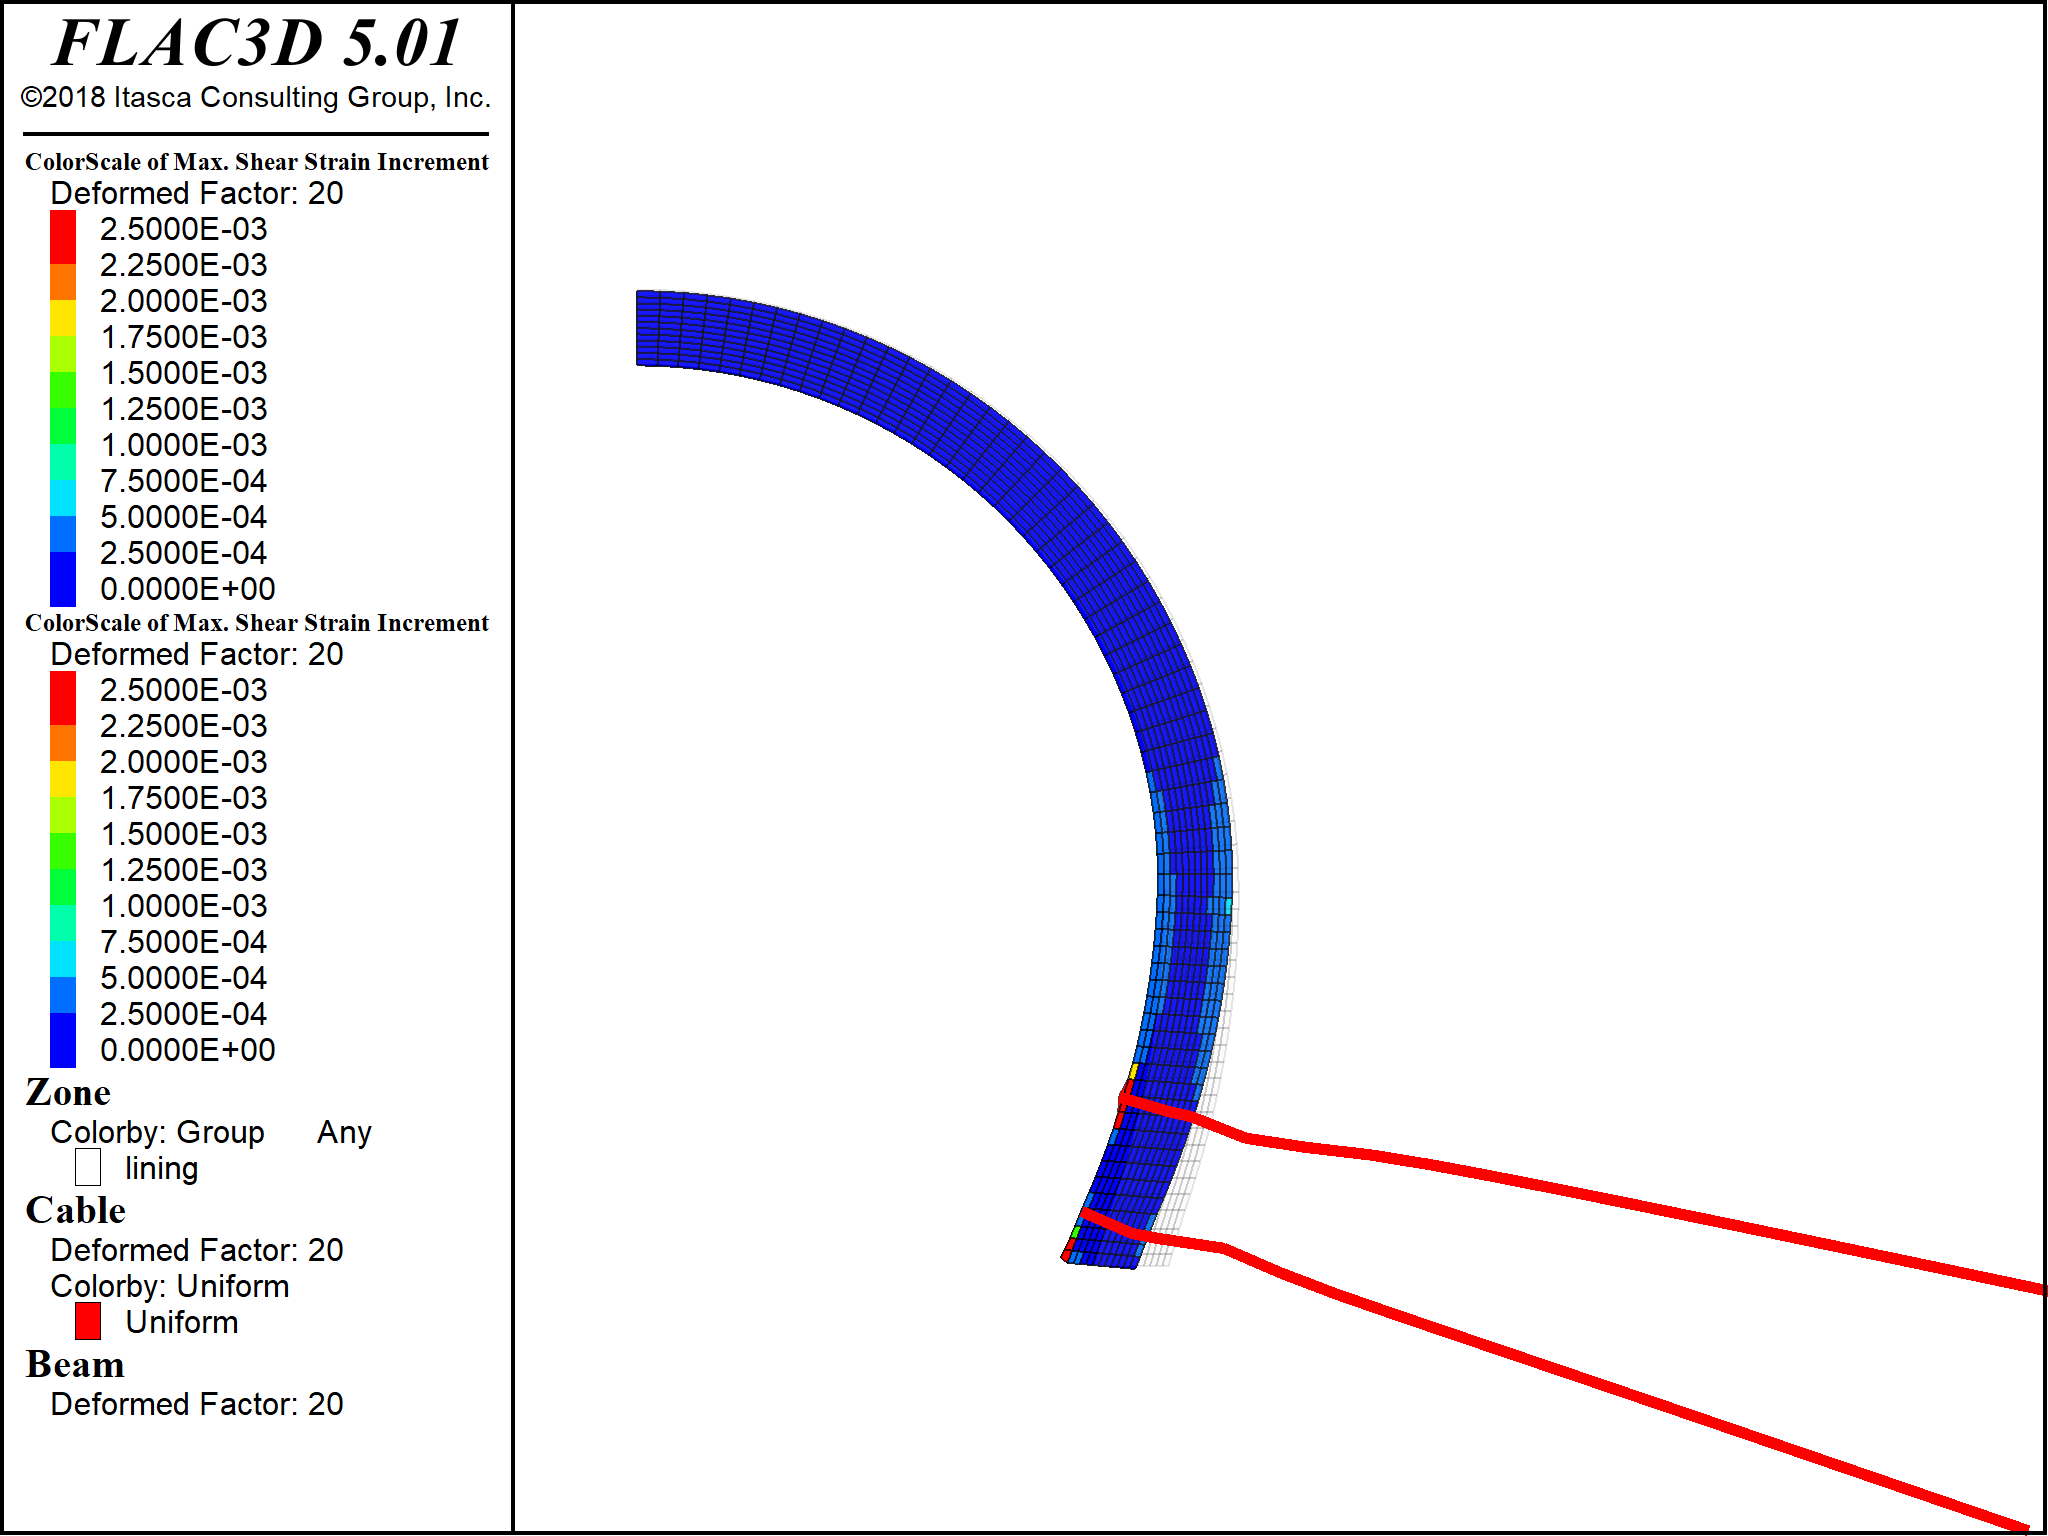 FLAC3D 5.01
©2018 Itasca Consulting Group, Inc.
ColorScale of Max. Shear Strain Increment
Deformed Factor: 20
2.5000E-03
2.2500E-03
2.0000E-03
1.7500E-03
1.5000E-03
1.2500E-03
1.0000E-03
7.5000E-04
5.0000E-04
2.5000E-04
0.0000E+00
ColorScale of Max. Shear Strain Increment
Deformed Factor: 20
2.5000E-03
2.2500E-03
2.0000E-03
1.7500E-03
1.5000E-03
1.2500E-03
1.0000E-03
7.5000E-04
5.0000E-04
2.5000E-04
0.0000E+00
Zone
Colorby: Group Any
lining
Cable
Deformed Factor: 20
Colorby: Uniform
Uniform
Beam
Deformed Factor: 20